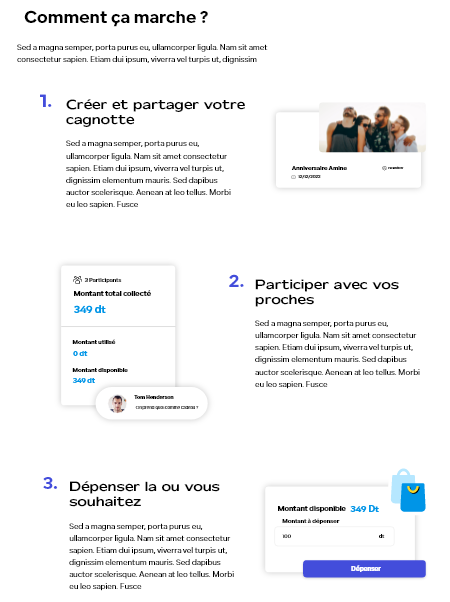 Comment ça marche ?
Sed a magna semper, porta purus eu, ullamcorper ligula. Nam sit amet
consectetur sapien. Etiam dui ipsum, viverra vel turpis ut, dignissim
1.
Créer et partager votre
cagnotte
Sed a magna semper, porta purus eu,
ullamcorper ligula. Nam sit amet consectetur
sapien. Etiam dui ipsum, viverra vel turpis ut,
dignissim elementum mauris. Sed dapibus
auctor scelerisque. Aenean at leo tellus. Morbi
eu leo sapien. Fusce
Anniversaire Amine
12/12/2022
3 Participants
Montant total collecté
349 dt
Montant utilisé
0 dt
Montant disponible
349 dt
Tom Henderson
2.
Participer avec vos
proches
Sed a magna semper, porta purus eu,
ullamcorper ligula. Nam sit amet consectetur
sapien. Etiam dui ipsum, viverra vel turpis ut,
dignissim elementum mauris. Sed dapibus
auctor scelerisque. Aenean at leo tellus. Morbi
eu leo sapien. Fusce
3.
Dépenser la ou vous
souhaitez
Sed a magna semper, porta purus eu,
ullamcorper ligula. Nam sit amet consectetur
sapien. Etiam dui ipsum, viverra vel turpis ut,
dignissim elementum mauris. Sed dapibus
auctor scelerisque. Aenean at leo tellus. Morbi
eu leo sapien. Fusce
Montant disponible 349 Dt
Montant à dépenser
100 dt
Dépenser